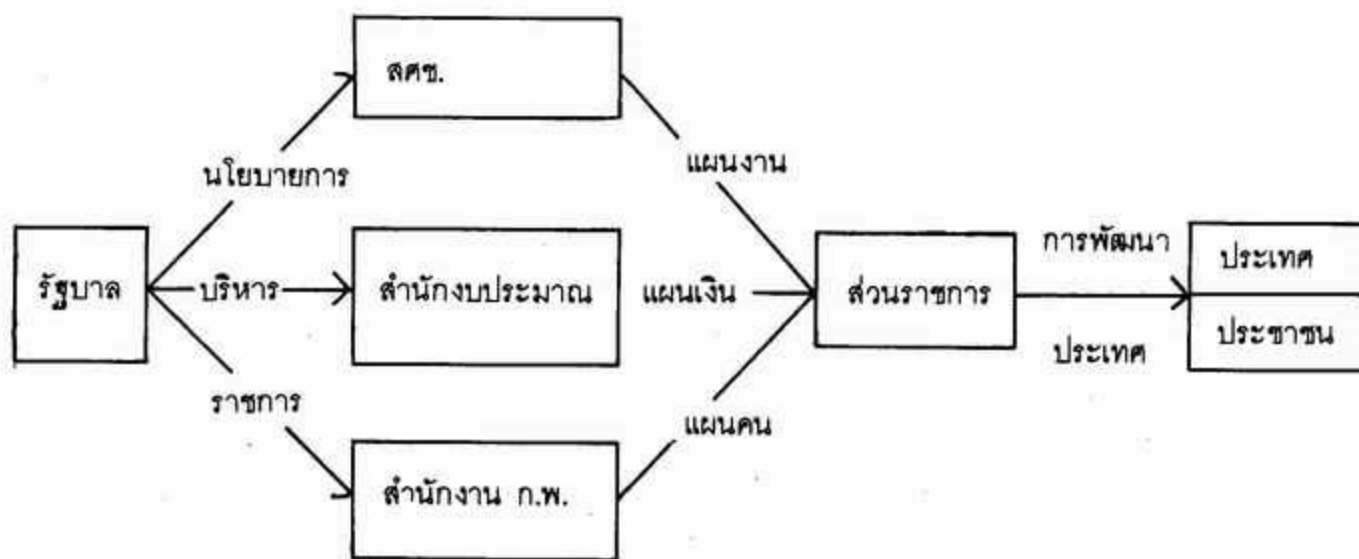 สศช.
นโยบายการ
แผนงาน
รัฐบาล
บริหาร
สำนักงบประมาณ
แผนเงิน
ส่วนราชการ
การพัฒนา
ประเทศ
ประเทศ
ประชาชน
ราชการ
แผนคน
สำนักงาน ก.พ.